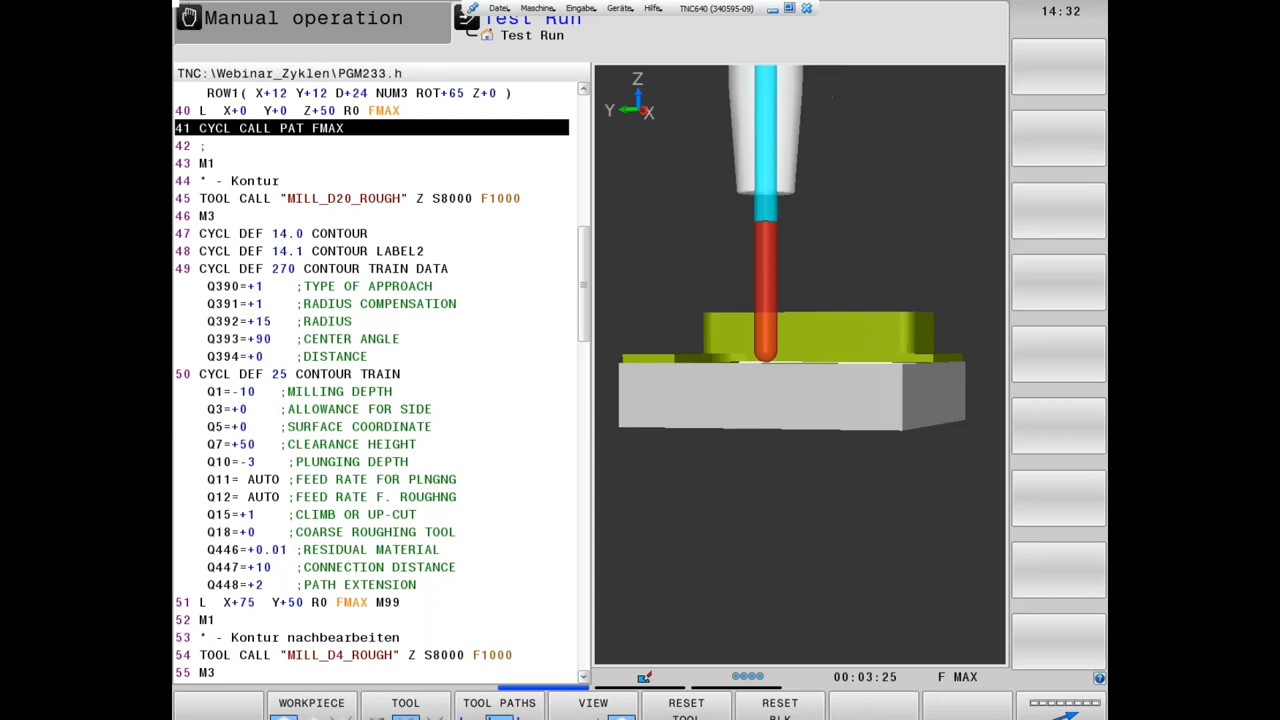 Manual operation
Datei Maschine Eingabe Geräte Hilfe TNC640 (340595-09)
Test Run
Test Run
14:32
TNC:\Webinar_Zyklen\PGM233.h
ROW1( X+12 Y+12 D+24 NUM3 ROT+65 Z+0 )
40 L X+0 Y+0 Z+50 R0 FMAX
41 CYCL CALL PAT FMAX
42 ;
43 M1
44 * - Kontur
45 TOOL CALL "MILL_D20_ROUGH" Z S8000 F1000
46 M3
47 CYCL DEF 14.0 CONTOUR
48 CYCL DEF 14.1 CONTOUR LABEL2
49 CYCL DEF 270 CONTOUR TRAIN DATA
Q390=+1 ;TYPE OF APPROACH
Q391=+1 ;RADIUS COMPENSATION
Q392=+15 ;RADIUS
Q393=+90 ;CENTER ANGLE
Q394=+0 ;DISTANCE
50 CYCL DEF 25 CONTOUR TRAIN
Q1=-10 ;MILLING DEPTH
Q3=+0 ;ALLOWANCE FOR SIDE
Q5=+0 ;SURFACE COORDINATE
Q7=+50 ;CLEARANCE HEIGHT
Q10=-3 ;PLUNGING DEPTH
Q11= AUTO ;FEED RATE FOR PLNGNG
Q12= AUTO ;FEED RATE F. ROUGHNG
Q15=+1 ;CLIMB OR UP-CUT
Q18=+0 ;COARSE ROUGHING TOOL
Q446=+0.01 ;RESIDUAL MATERIAL
Q447=+10 ;CONNECTION DISTANCE
Q448=+2 ;PATH EXTENSION
51 L X+75 Y+50 R0 FMAX M99
52 M1
53 * - Kontur nachbearbeiten
54 TOOL CALL "MILL_D4_ROUGH" Z S8000 F1000
55 M3
Z
Y
X
00:03:25 F MAX
WORKPIECE
TOOL
TOOL PATHS
VIEW
RESET
TOOL
RESET
BLK